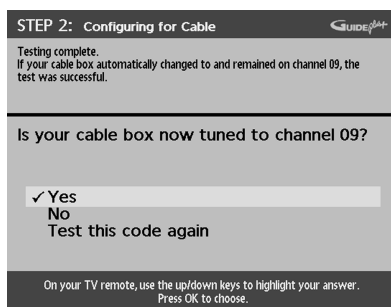 STEP 2: Configuring for Cable GUIDE Plus+
Testing complete.
If your cable box automatically changed to and remained on channel 09, the
test was successful.
Is your cable box now tuned to channel 09?
✓ Yes
No
Test this code again
On your TV remote, use the up/down keys to highlight your answer.
Press OK to choose.